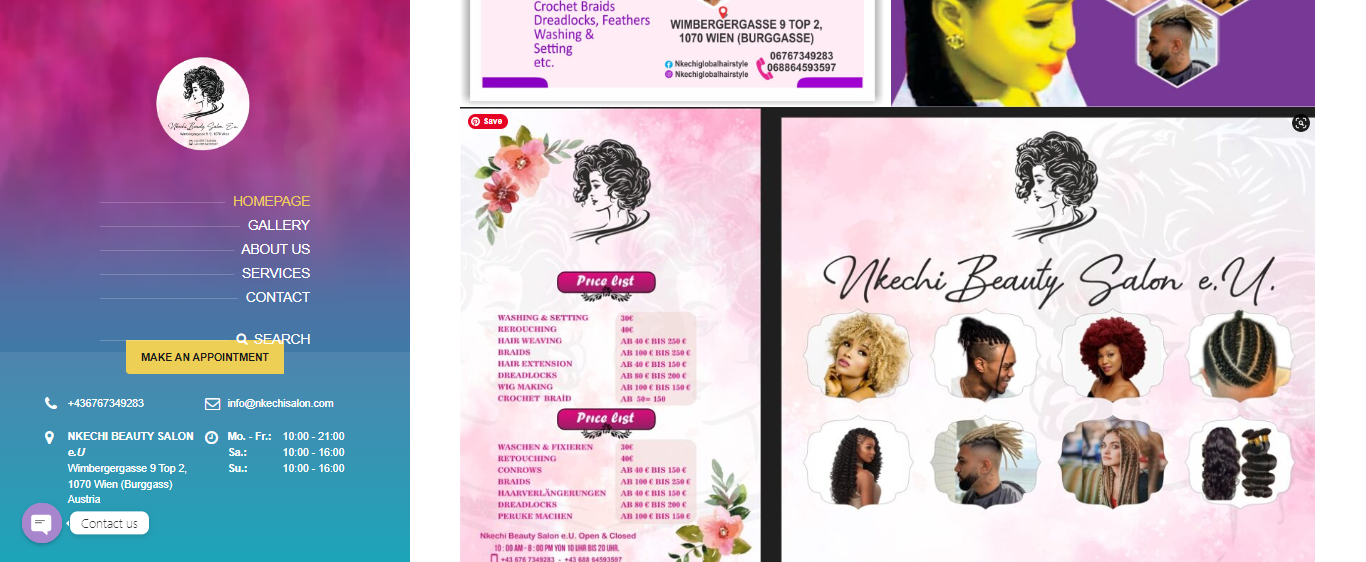 Nkechi Beauty Salon E.u.
Wimbergergasse 9 2, 1070 Wien
HOMEPAGE
GALLERY
ABOUT US
SERVICES
CONTACT
SEARCH
MAKE AN APPOINTMENT
+436767349283
info@nkechisalon.com
NKECHI BEAUTY SALON
e.U
Wimbergergasse 9 Top 2,
1070 Wien (Burggass)
Austria
Mo. - Fr.: 10:00 - 21:00
Sa.: 10:00 - 16:00
Su.: 10:00 - 16:00
Contact us
Crochet Braids
Dreadlocks, Feathers
Washing &
Setting
etc.
WIMBERGERGASSE 9 TOP 2,
1070 WIEN (BURGGASSE)
06767349283
068864593597
Nkechiglobalhairstyle
Nkechiglobalhairstyle
Save
Price list
WASHING & SETTING 30€
REROUCHING 40€
HAIR WEAVING AB 40 € BIS 250 €
BRAIDS AB 100 € BIS 250 €
HAIR EXTENSION AB 40 € BIS 150 €
DREADLOCKS AB 80 € BIS 200 €
WIG MAKING AB 100 € BIS 150 €
CROCHET BRAID AB 50= 150
Price list
WASCHEN & FIXIEREN 30€
RETOUCHING 40€
CONROWS AB 40 € BIS 150 €
BRAIDS AB 100 € BIS 250 €
HAARVERLÄNGERUNGEN AB 40 € BIS 150 €
DREADLOCKS AB 80 € BIS 200 €
PERUKE MACHEN AB 100 € BIS 150 €
Nkechi Beauty Salon e.U. Open & Closed
10 : 00 AM - 8 : 00 PM VON 10 UHR BIS 20 UHR.
+43 676 7349283 - +43 688 64593597
Nkechi Beauty Salon e.U.